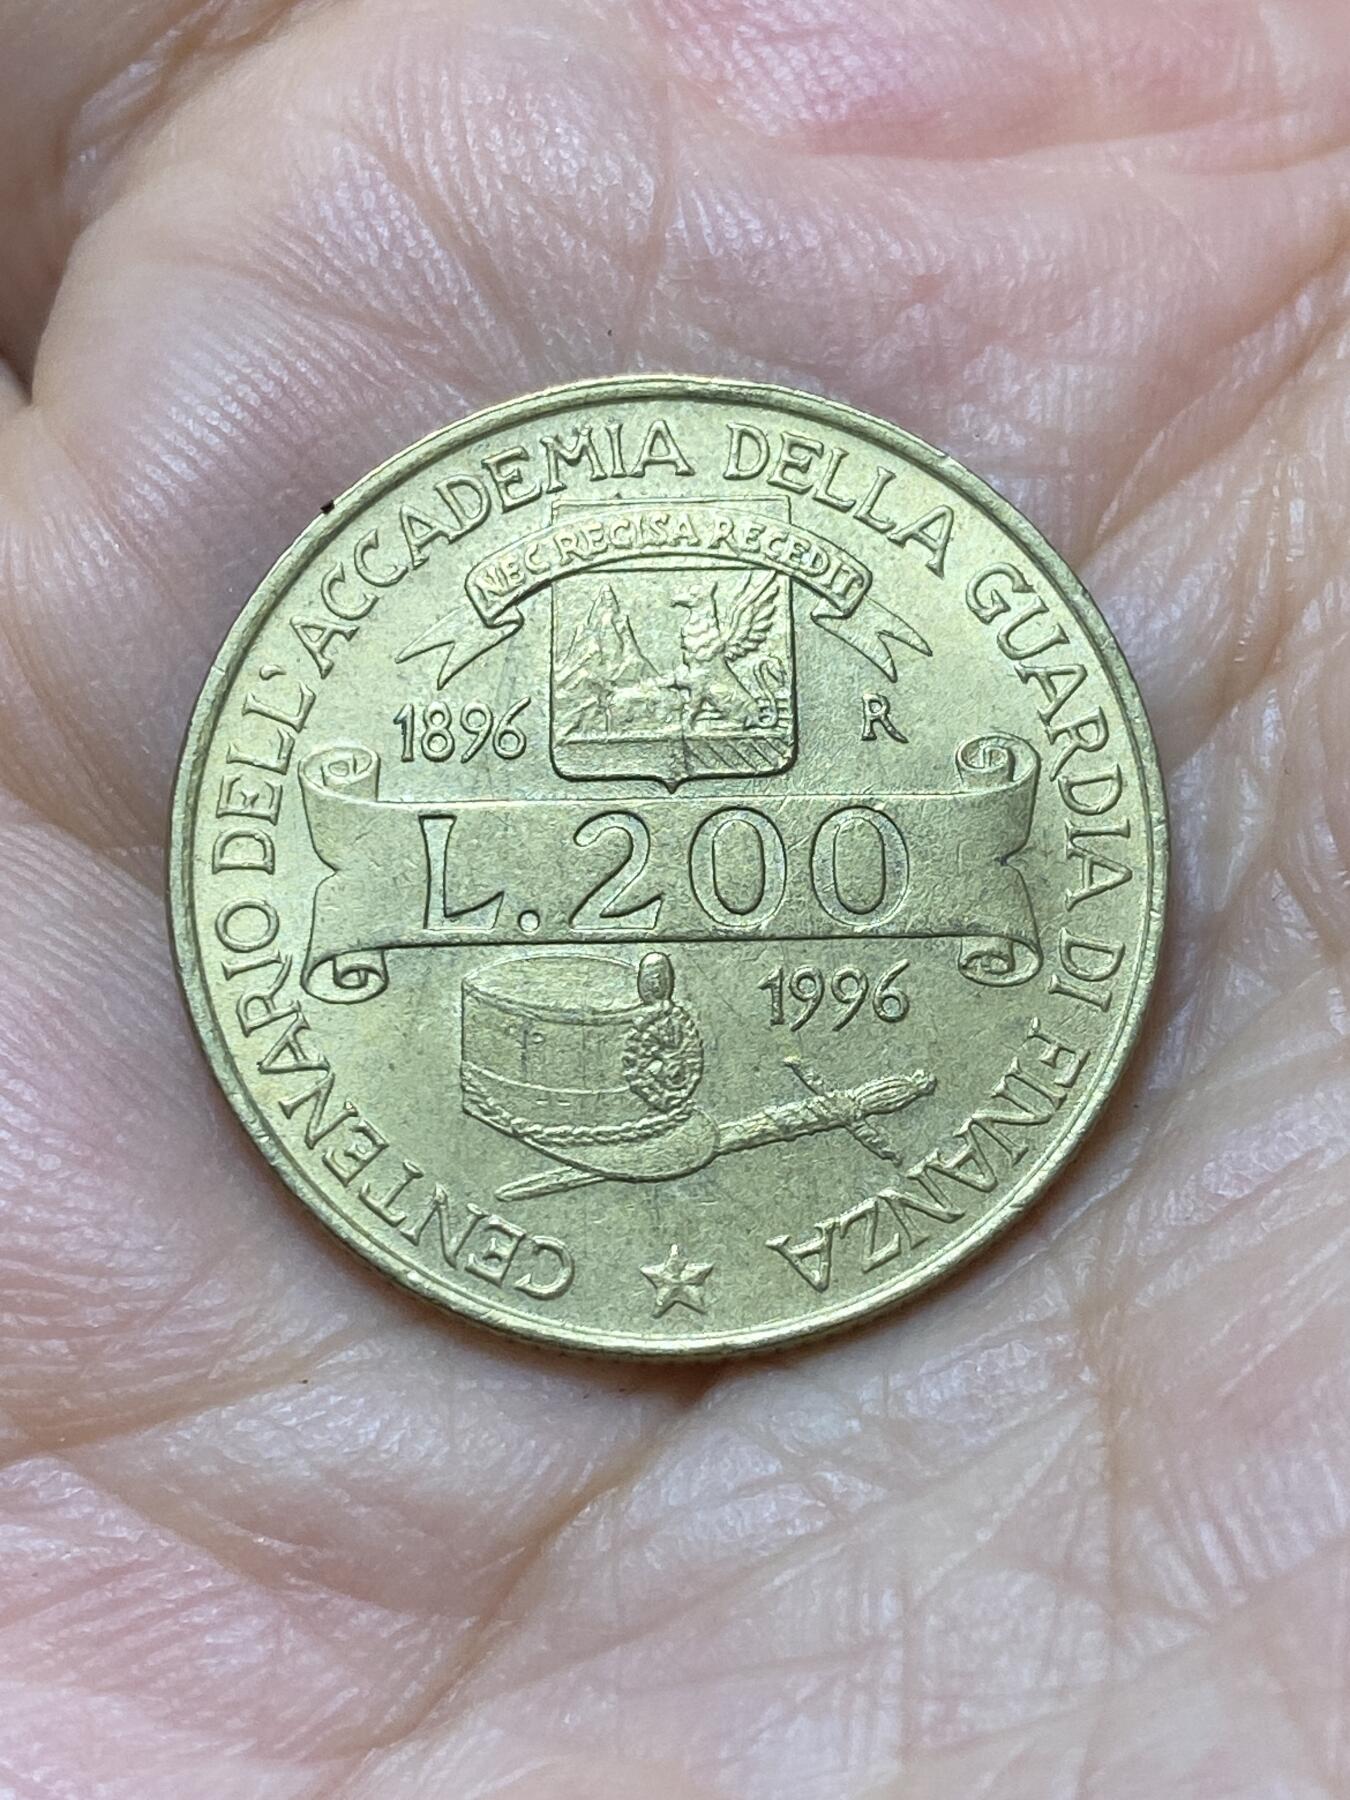 CENTENARIO DELL'ACCADEMIA DELLA GUARDIA DI FINANZA
NEC RECISA RECEDIT
1896 R
L.200
1996